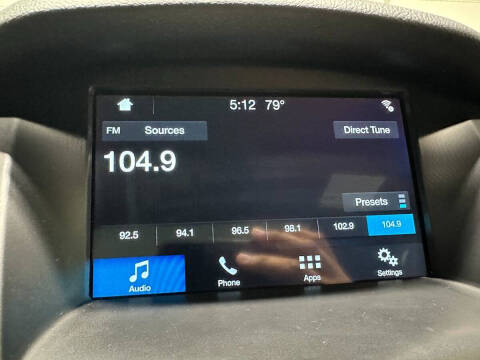 5:12 79°
FM Sources Direct Tune
104.9
Presets
92.5 94.1 96.5 98.1 102.9 104.9
Audio Phone Apps Settings